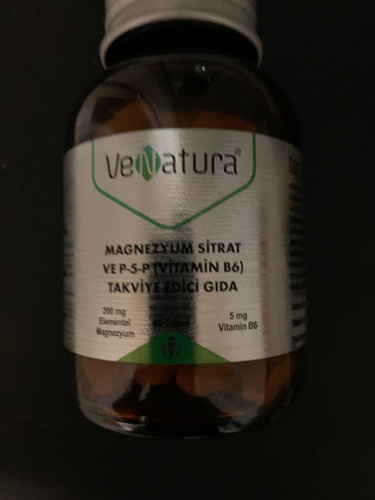 VeNatura®
MAGNEZYUM SİTRAT
VE P-5-P (VİTAMİN B6)
TAKVİYE EDİCİ GIDA
200 mg
Elementel
Magnezyum
Tablet
5 mg
Vitamin B6